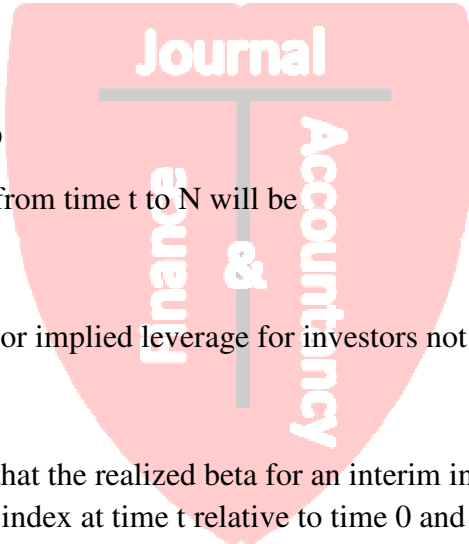 Journal
Finance
&
Accountancy
from time t to N will be
or implied leverage for investors not
that the realized beta for an interim in
index at time t relative to time 0 and